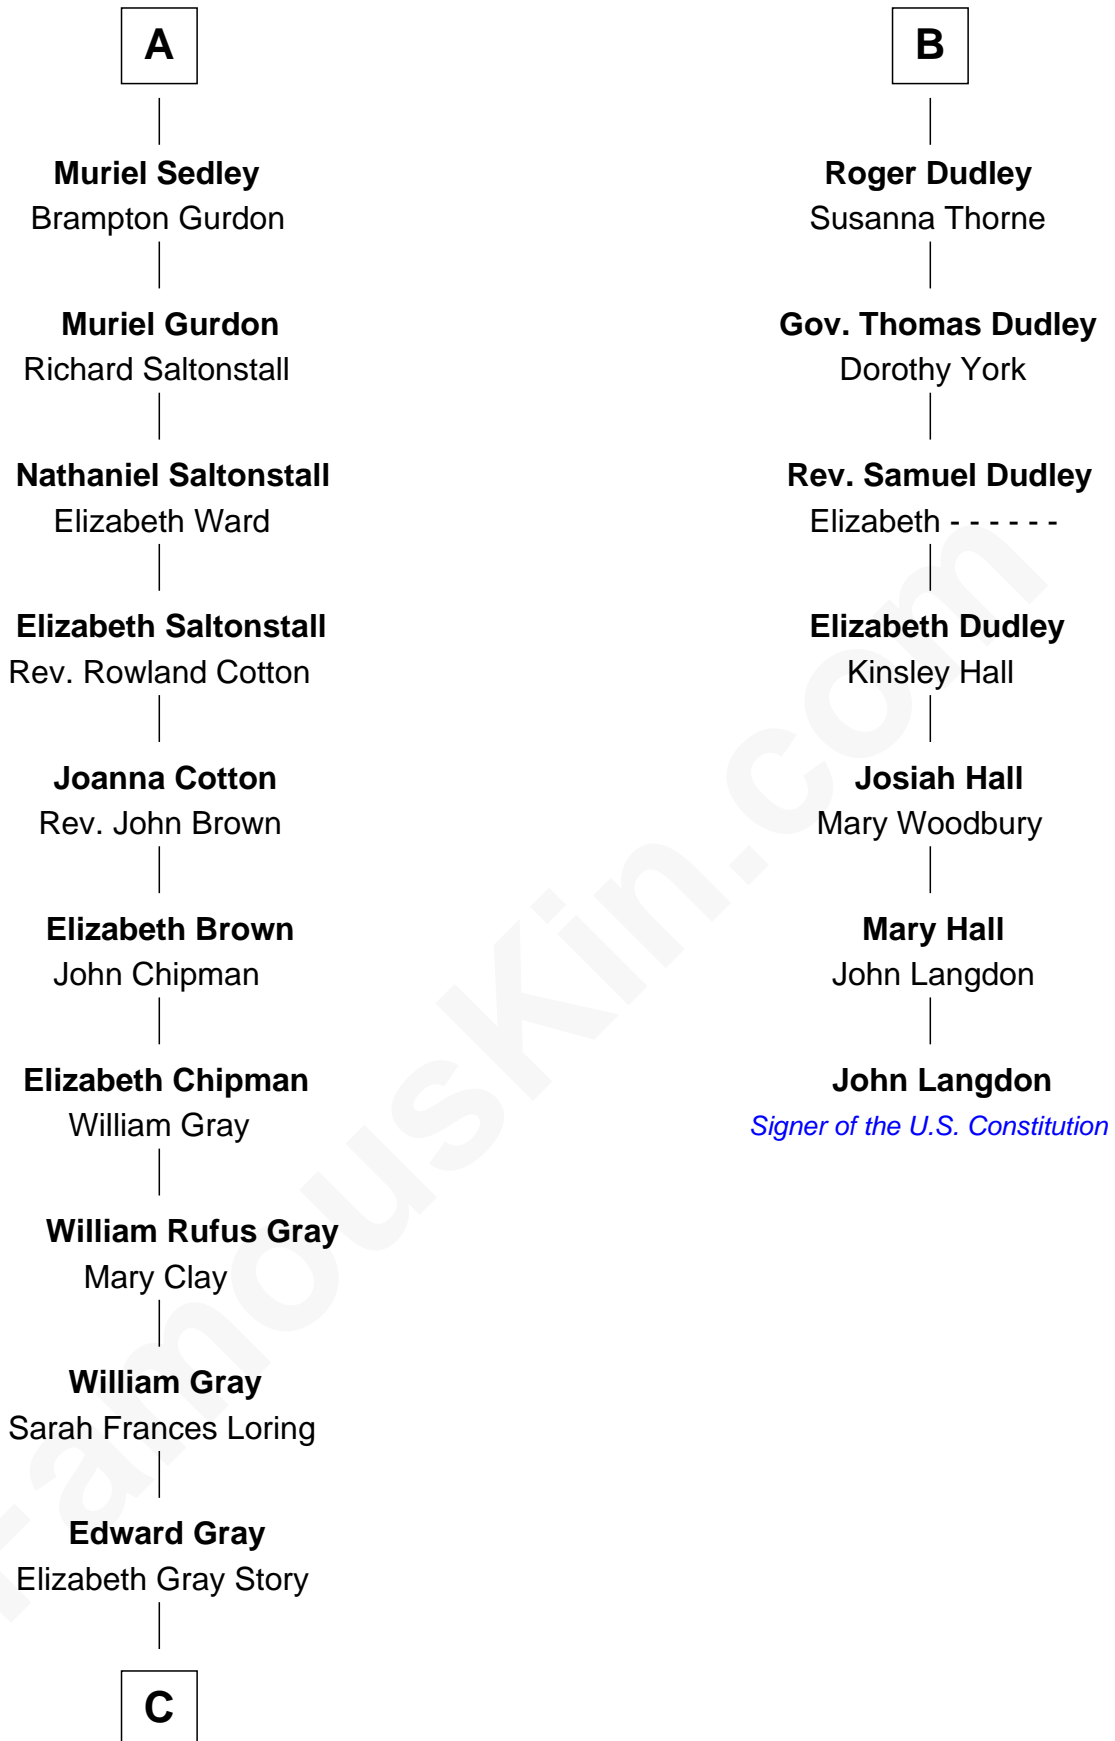 A
Muriel Sedley
Brampton Gurdon
Muriel Gurdon
Richard Saltonstall
Nathaniel Saltonstall
Elizabeth Ward
Elizabeth Saltonstall
Rev. Rowland Cotton
Joanna Cotton
Rev. John Brown
Elizabeth Brown
John Chipman
Elizabeth Chipman
William Gray
William Rufus Gray
Mary Clay
William Gray
Sarah Frances Loring
Edward Gray
Elizabeth Gray Story
C
B
Roger Dudley
Susanna Thorne
Gov. Thomas Dudley
Dorothy York
Rev. Samuel Dudley
Elizabeth - - - - - -
Elizabeth Dudley
Kinsley Hall
Josiah Hall
Mary Woodbury
Mary Hall
John Langdon
John Langdon
Signer of the U.S. Constitution
FamousKin.com